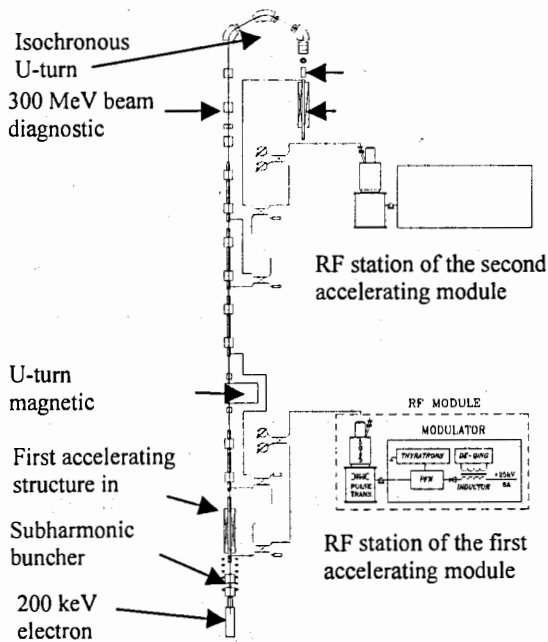 Isochronous
U-turn
300 MeV beam
diagnostic
RF station of the second
accelerating module
U-turn
magnetic
First accelerating
structure in
Subharmonic
buncher
200 keV
electron
RF MODULE
MODULATOR
THYRATRONS
DE-QING
PFN
INDUCTOR
PULSE
TRANS
5045
RF station of the first
accelerating module